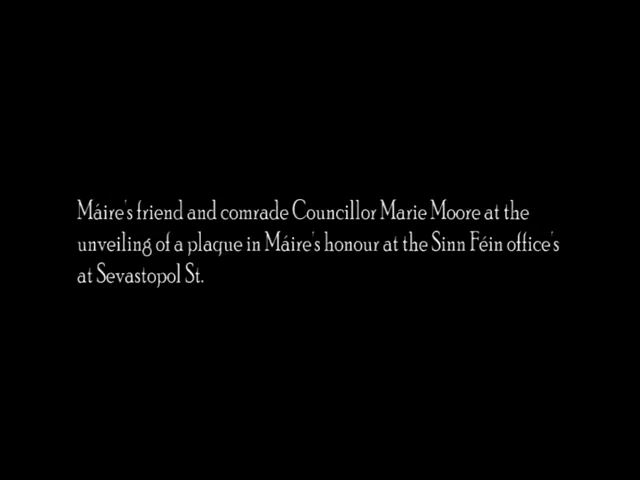 Máire's friend and comrade Councillor Marie Moore at the
unveiling of a plaque in Máire's honour at the Sinn Féin office's
at Sevastopol St.